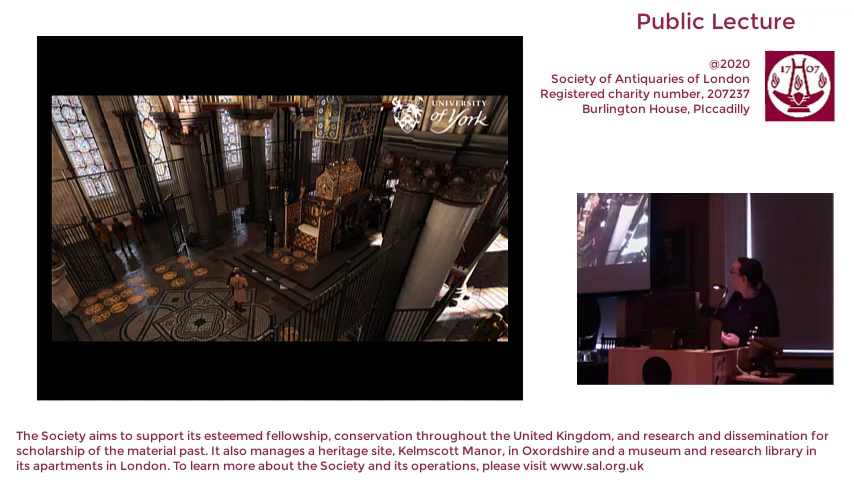 Public Lecture
@2020
Society of Antiquaries of London
Registered charity number, 207237
Burlington House, PIccadilly
17 07
UNIVERSITY
of York
The Society aims to support its esteemed fellowship, conservation throughout the United Kingdom, and research and dissemination for
scholarship of the material past. It also manages a heritage site, Kelmscott Manor, in Oxordshire and a museum and research library in
its apartments in London. To learn more about the Society and its operations, please visit www.sal.org.uk